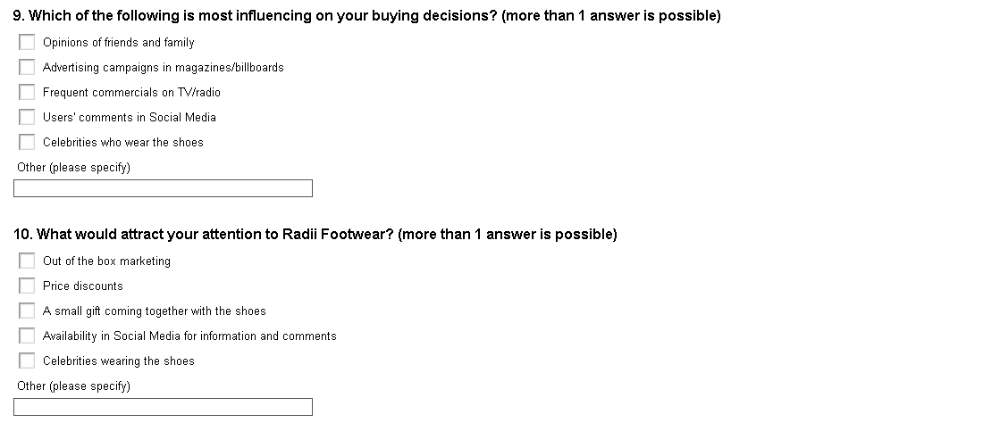 9. Which of the following is most influencing on your buying decisions? (more than 1 answer is possible)
Opinions of friends and family
Advertising campaigns in magazines/billboards
Frequent commercials on TV/radio
Users' comments in Social Media
Celebrities who wear the shoes
Other (please specify)
10. What would attract your attention to Radii Footwear? (more than 1 answer is possible)
Out of the box marketing
Price discounts
A small gift coming together with the shoes
Availability in Social Media for information and comments
Celebrities wearing the shoes
Other (please specify)